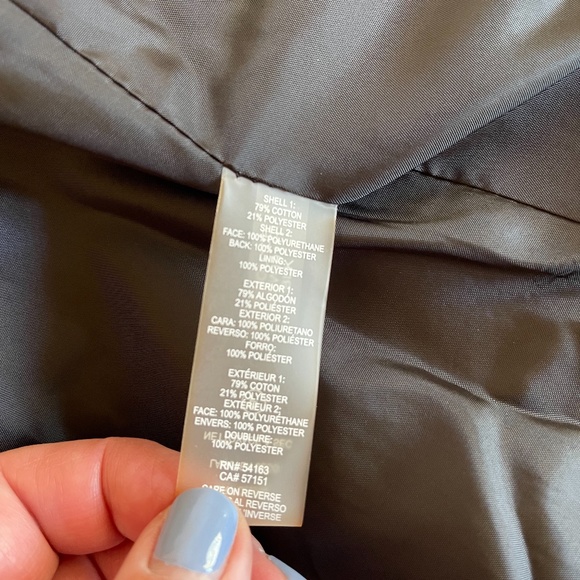 SHELL 1:
79% COTTON
21% POLYESTER
SHELL 2:
FACE: 100% POLYURETHANE
BACK: 100% POLYESTER
LINING:
100% POLYESTER
EXTERIOR 1:
79% ALGODÓN
21% POLIÉSTER
EXTERIOR 2:
CARA: 100% POLIURETANO
REVERSO: 100% POLIÉSTER
FORRO:
100% POLIÉSTER
EXTÉRIEUR 1:
79% COTON
21% POLYESTER
EXTÉRIEUR 2:
FACE: 100% POLYURÉTHANE
ENVERS: 100% POLYESTER
DOUBLURE:
100% POLYESTER
RN# 54163
CA# 57151
CARE ON REVERSE
AL REVERSO
L'INVERSE